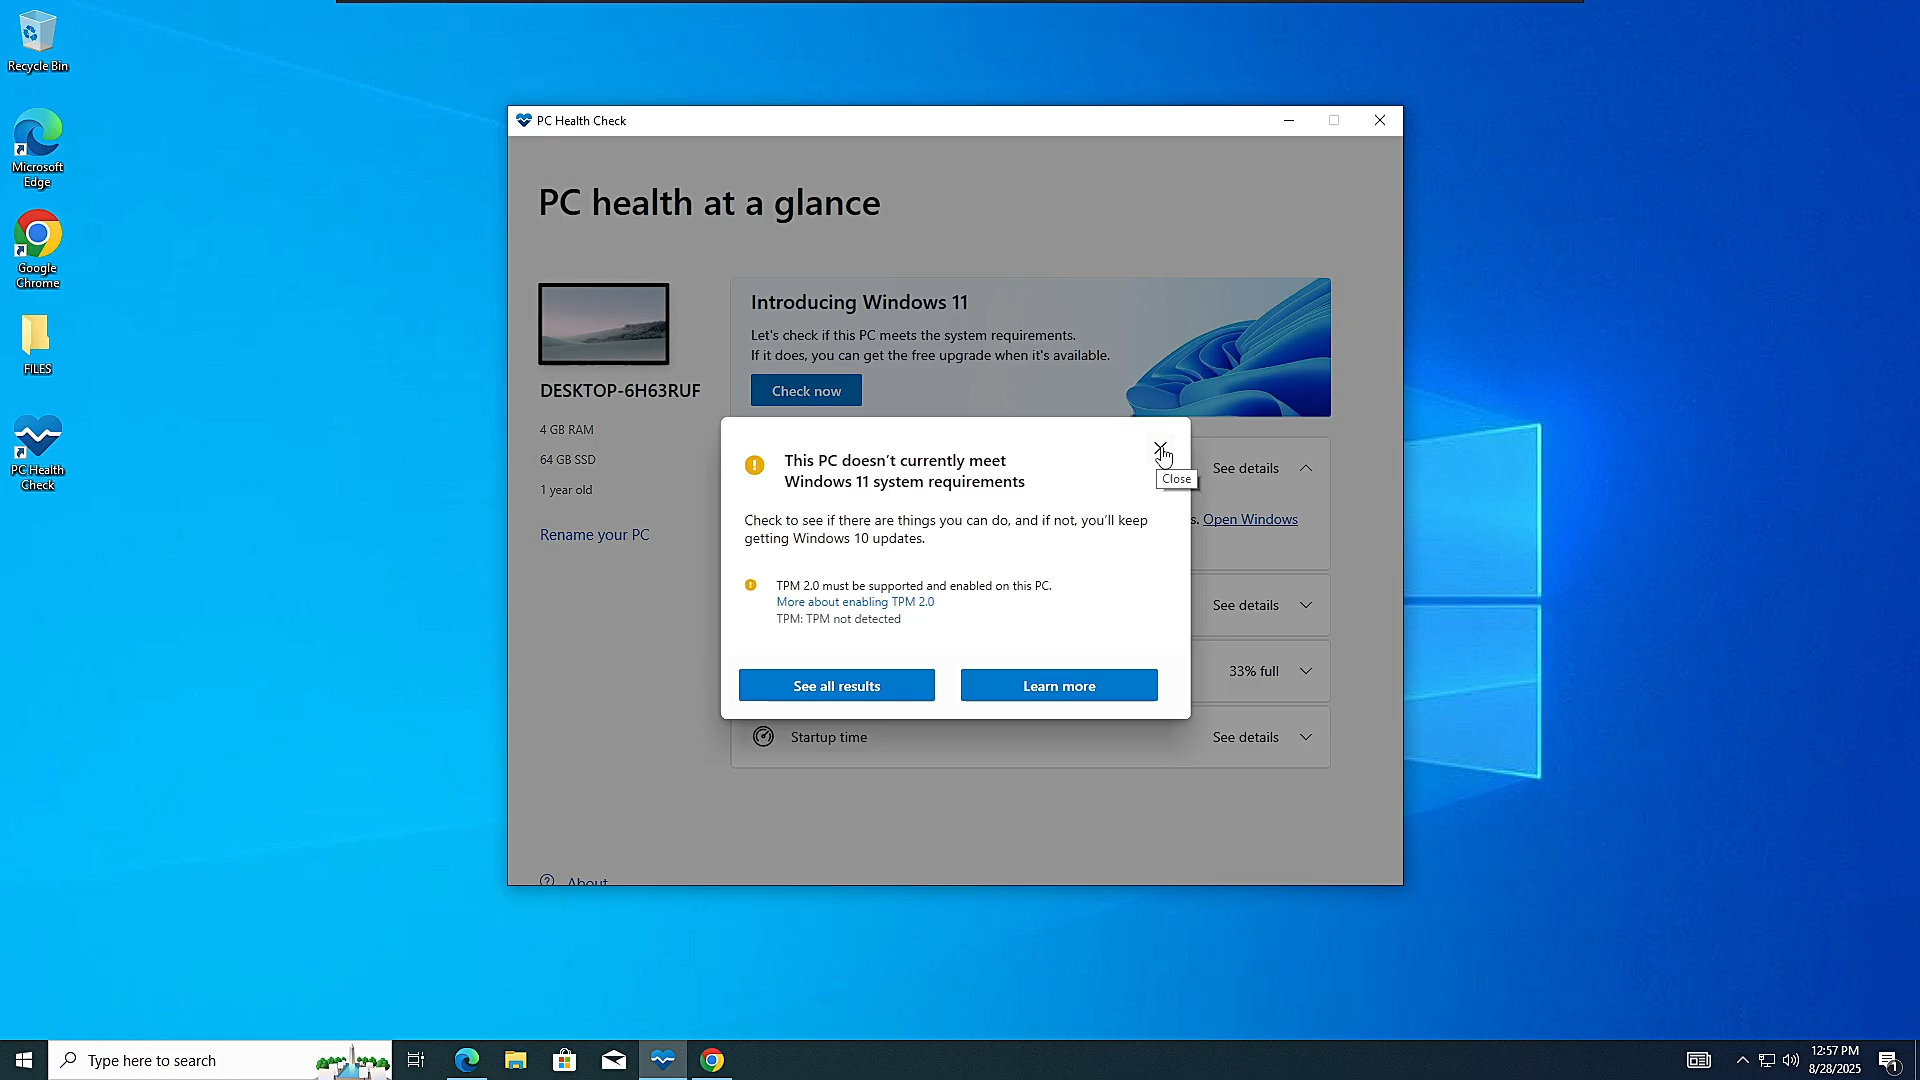 Recycle Bin
Microsoft
Edge
Google
Chrome
FILES
PC Health
Check
PC Health Check
PC health at a glance
DESKTOP-6H63RUF
4 GB RAM
64 GB SSD
1 year old
Rename your PC
Introducing Windows 11
Let's check if this PC meets the system requirements.
If it does, you can get the free upgrade when it's available.
Check now
This PC doesn’t currently meet
Windows 11 system requirements
Close
Check to see if there are things you can do, and if not, you’ll keep
getting Windows 10 updates.
TPM 2.0 must be supported and enabled on this PC.
More about enabling TPM 2.0
TPM: TPM not detected
See all results
Learn more
See details
s. Open Windows
See details
33% full
Startup time
See details
About
Type here to search
12:57 PM
8/28/2025
1